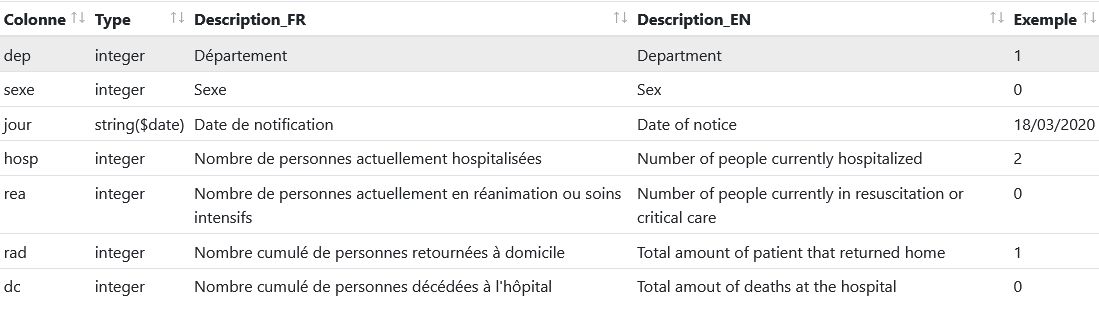 Colonne Type Description_FR Description_EN Exemple
dep integer Département Department 1
sexe integer Sexe Sex 0
jour string($date) Date de notification Date of notice 18/03/2020
hosp integer Nombre de personnes actuellement hospitalisées Number of people currently hospitalized 2
rea integer Nombre de personnes actuellement en réanimation ou soins Number of people currently in resuscitation or 0
intensifs critical care
rad integer Nombre cumulé de personnes retournées à domicile Total amount of patient that returned home 1
dc integer Nombre cumulé de personnes décédées à l'hôpital Total amout of deaths at the hospital 0